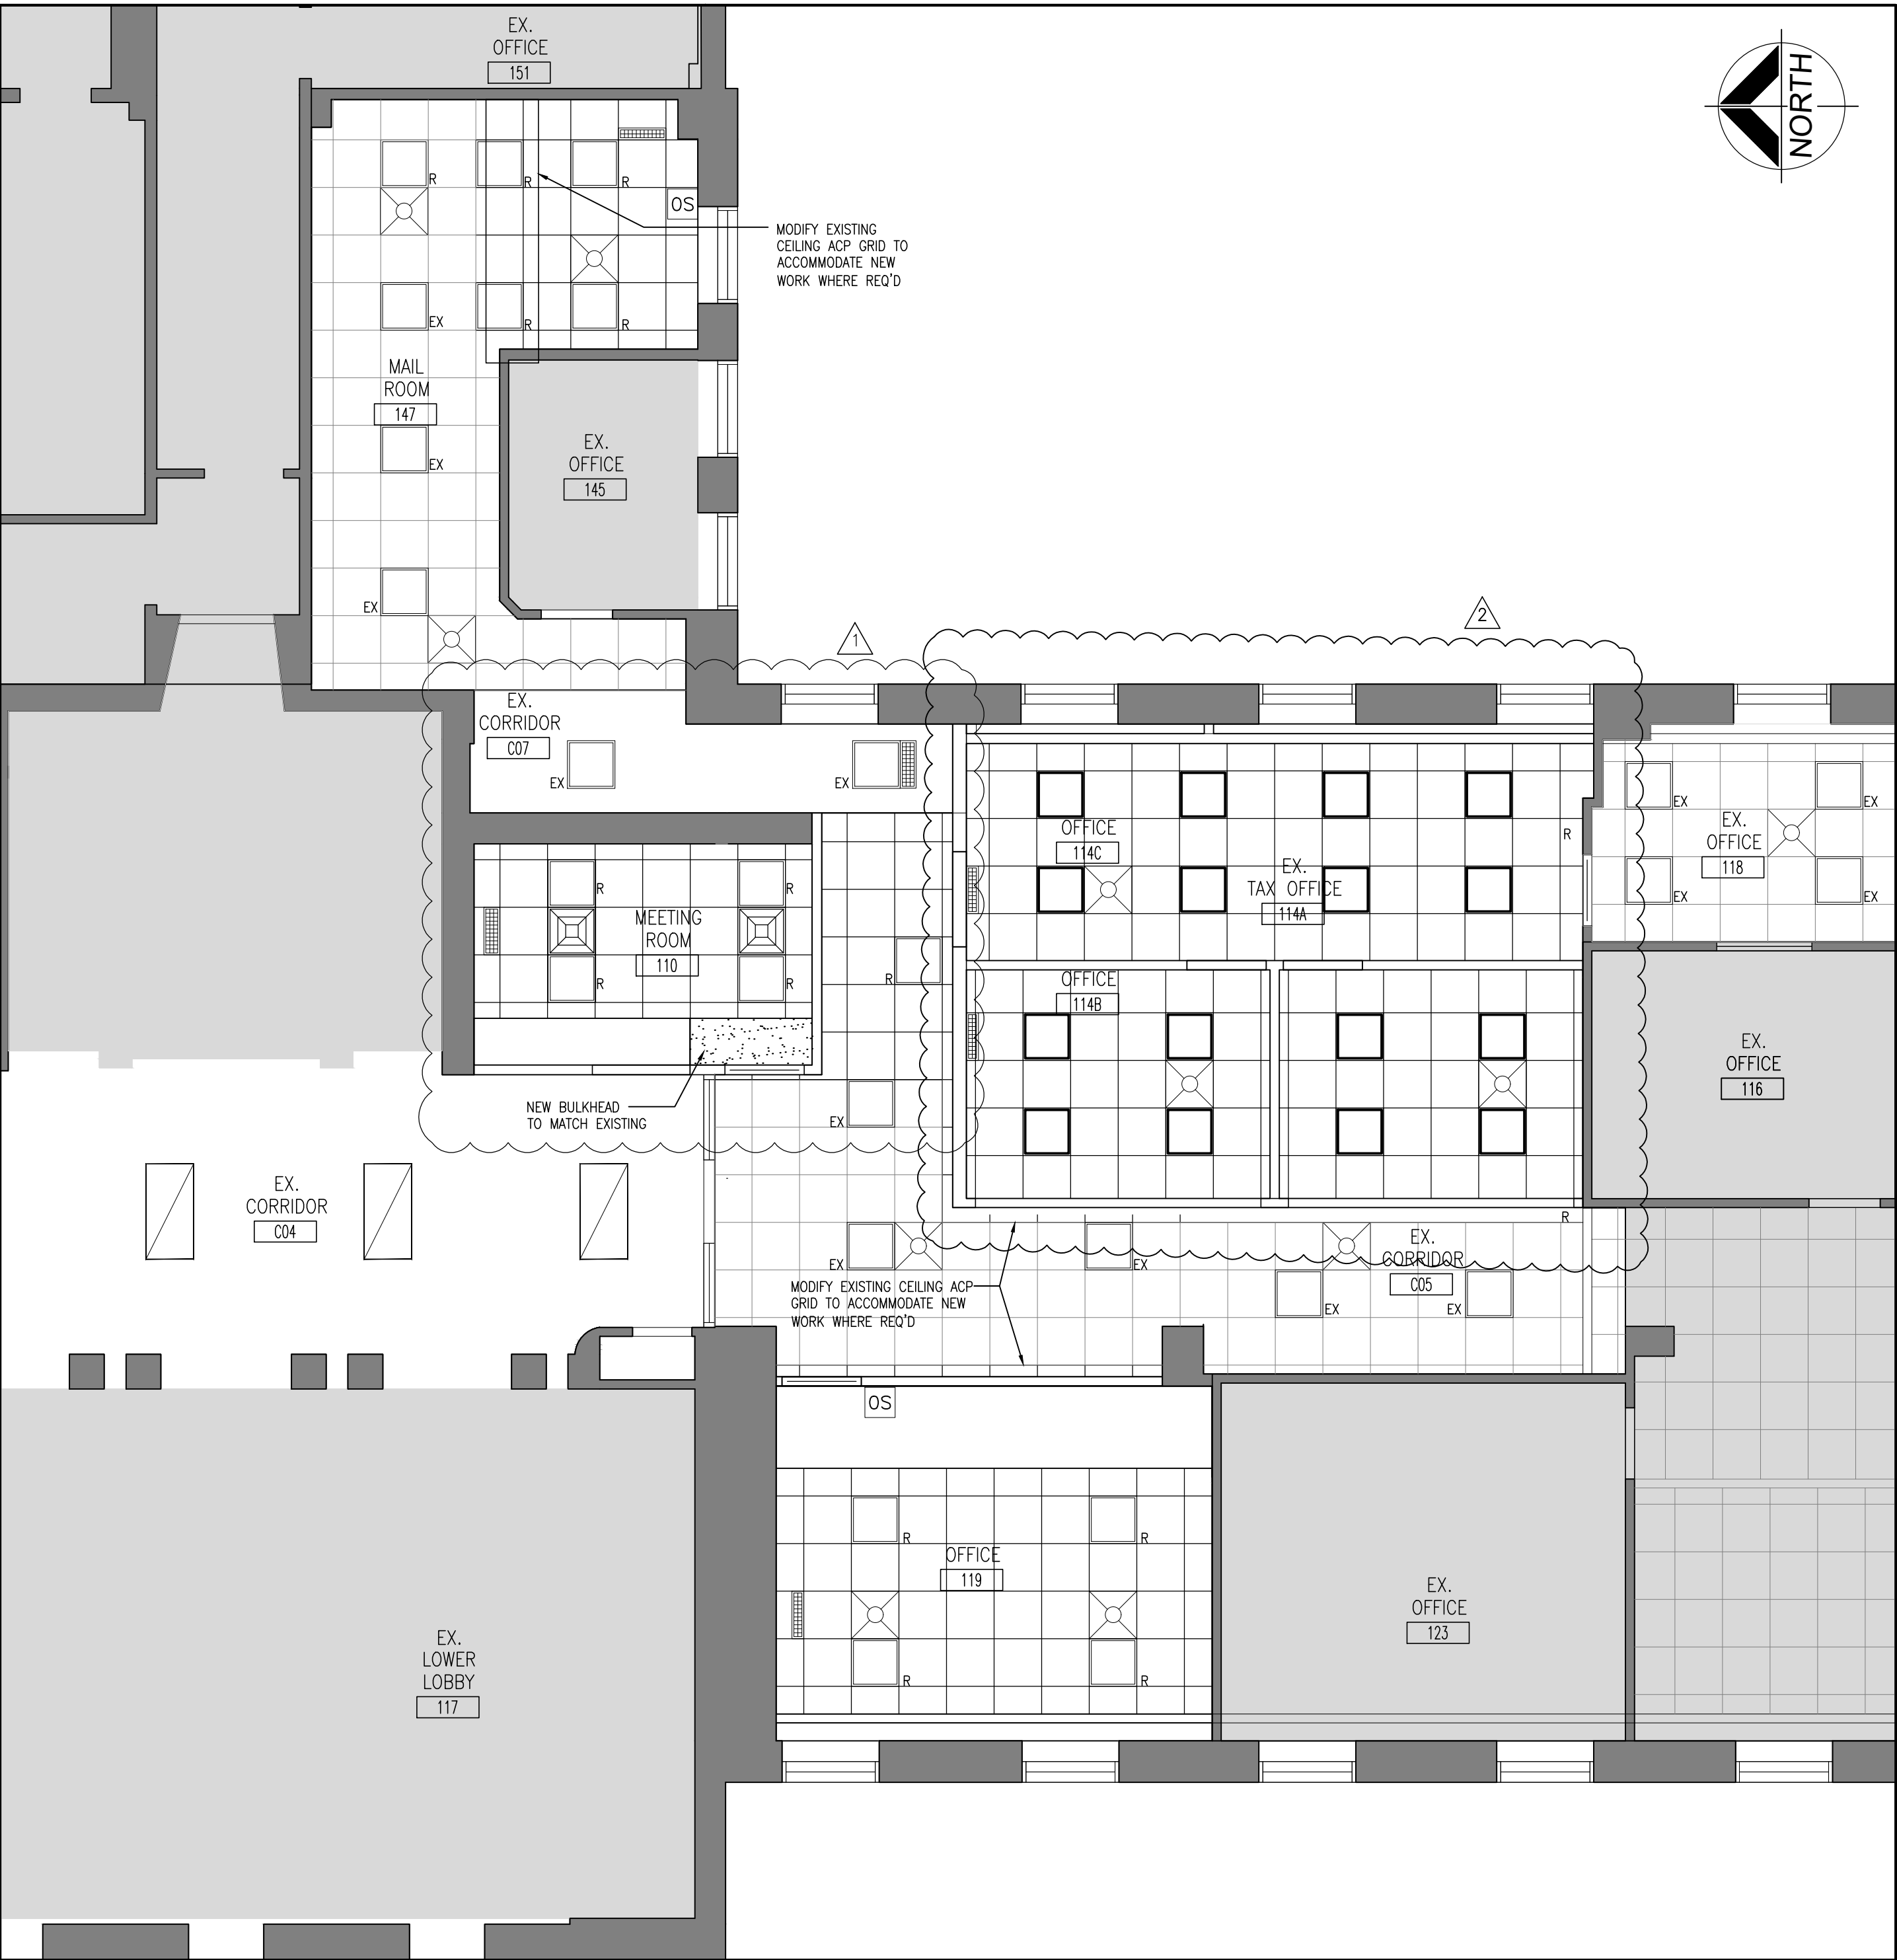 EX.
OFFICE
151
NORTH
R
R
R
OS
MODIFY EXISTING
CEILING ACP GRID TO
ACCOMMODATE NEW
WORK WHERE REQ'D
EX
R
R
MAIL
ROOM
147
EX
EX.
OFFICE
145
EX
1
2
EX.
CORRIDOR
C07
EX
EX
OFFICE
114C
R
EX.
TAX OFFICE
114A
EX
EX
EX.
OFFICE
118
EX
EX
R
R
MEETING
ROOM
110
R
R
R
OFFICE
114B
EX.
OFFICE
116
NEW BULKHEAD
TO MATCH EXISTING
EX
EX.
CORRIDOR
C04
R
EX
EX
EX.
CORRIDOR
C05
EX
EX
MODIFY EXISTING CEILING ACP
GRID TO ACCOMMODATE NEW
WORK WHERE REQ'D
OS
R
R
OFFICE
119
R
R
EX.
OFFICE
123
EX.
LOWER
LOBBY
117